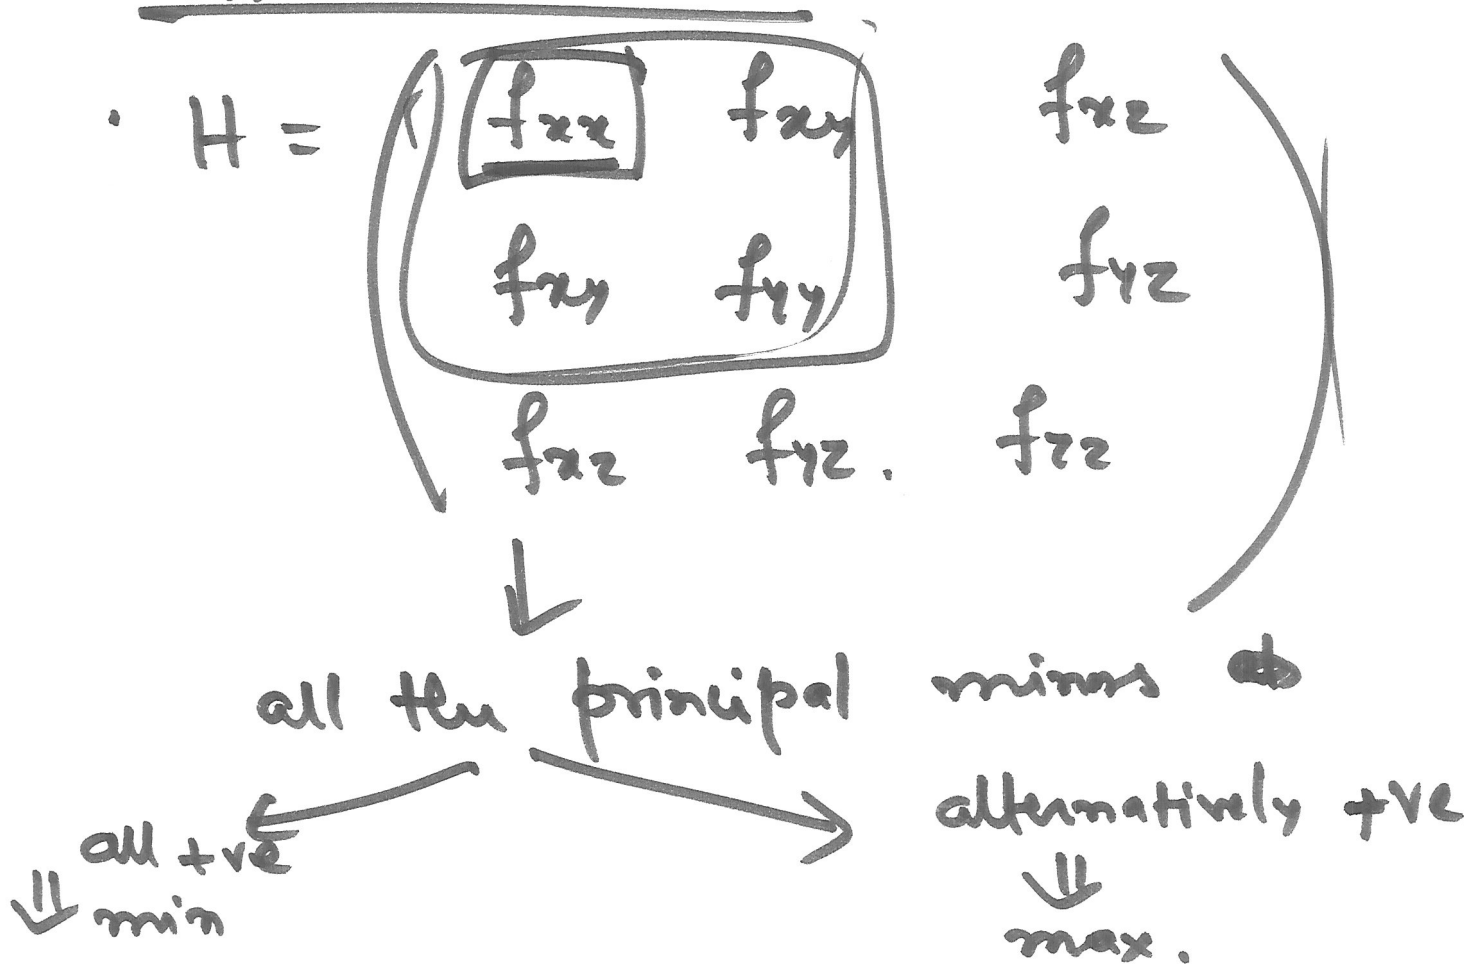 · H = ( fxx fxy fxz
fxy fyy fyz
fxz fyz. fzz )
all the principal minors
all +ve
alternatively +ve
⇓ min
⇓
max.